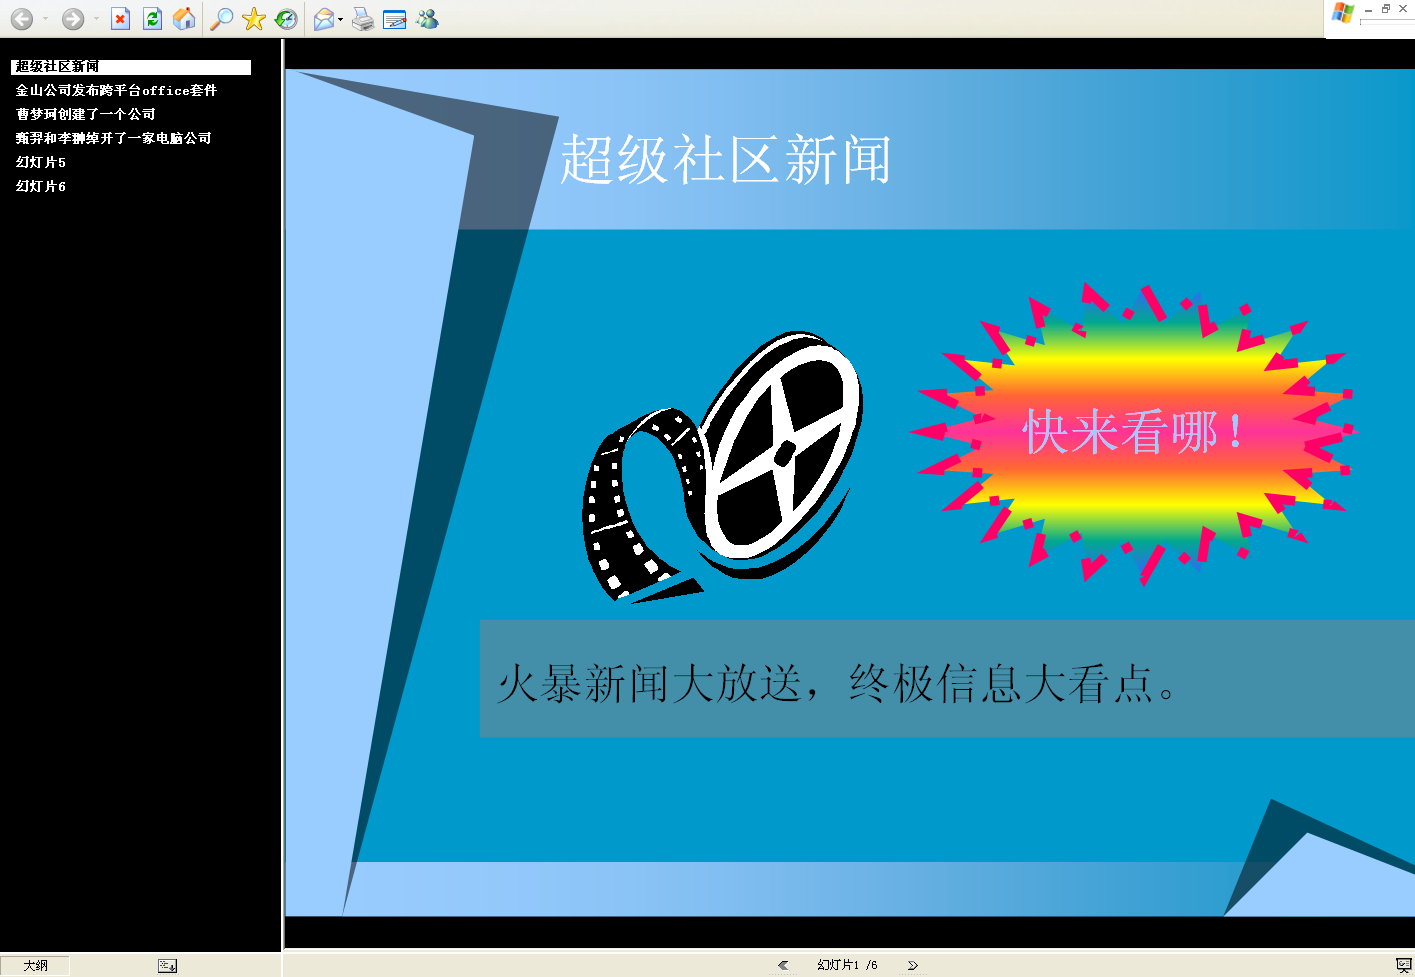 超级社区新闻
金山公司发布跨平台office套件
曹梦珂创建了一个公司
甄羿和李翀绰开了一家电脑公司
幻灯片5
幻灯片6
超级社区新闻
快来看哪！
火暴新闻大放送，终极信息大看点。
大纲
幻灯片1 /6